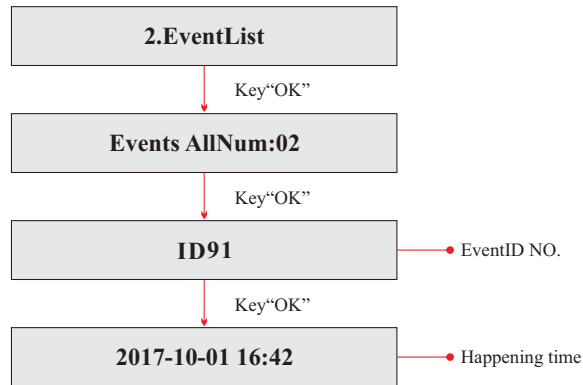 2.EventList
Key“OK”
Events AllNum:02
Key“OK”
ID91
EventID NO.
Key“OK”
2017-10-01 16:42
Happening time